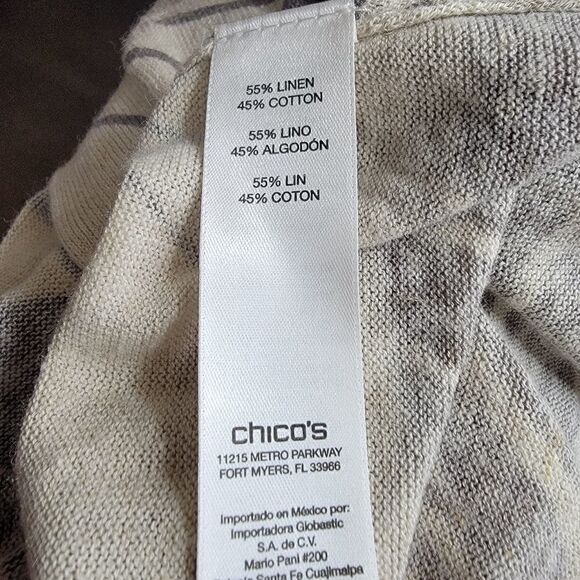 55% LINEN
45% COTTON
55% LINO
45% ALGODÓN
55% LIN
45% COTON
chico's
11215 METRO PARKWAY
FORT MYERS, FL 33966
Importado en México por:
Importadora Globastic
S.A. de C.V.
Mario Pani #200
Santa Fe Cuajimalpa